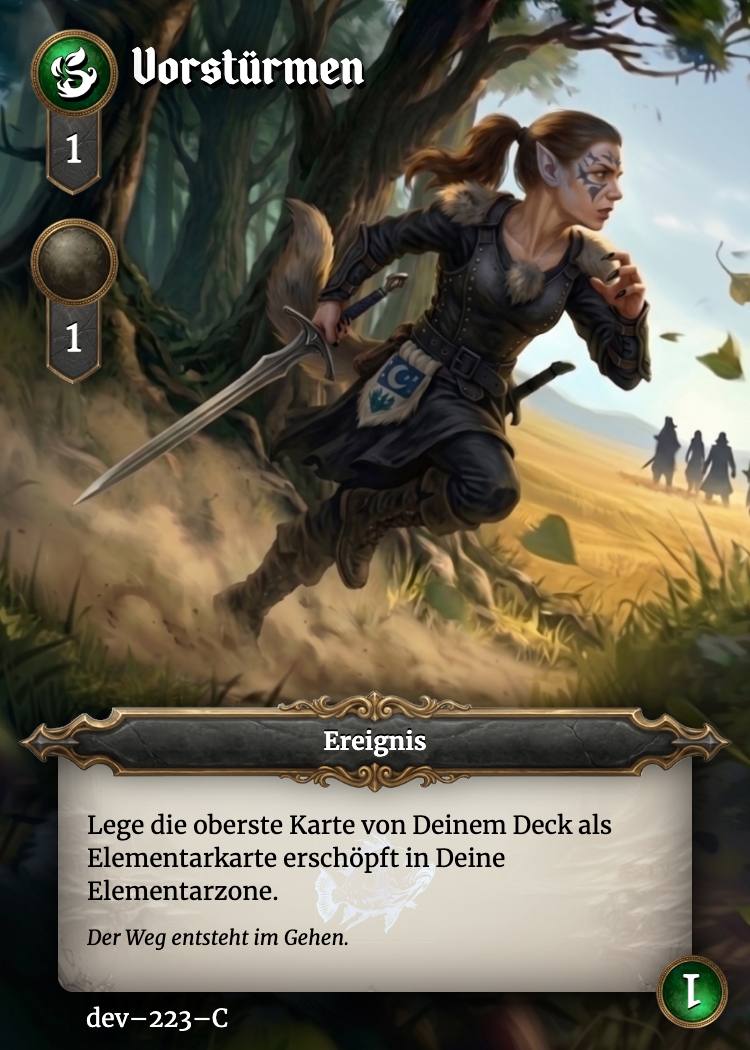 Vorstürmen
1
1
Ereignis
Lege die oberste Karte von Deinem Deck als
Elementarkarte erschöpft in Deine
Elementarzone.
Der Weg entsteht im Gehen.
1
dev–223–C